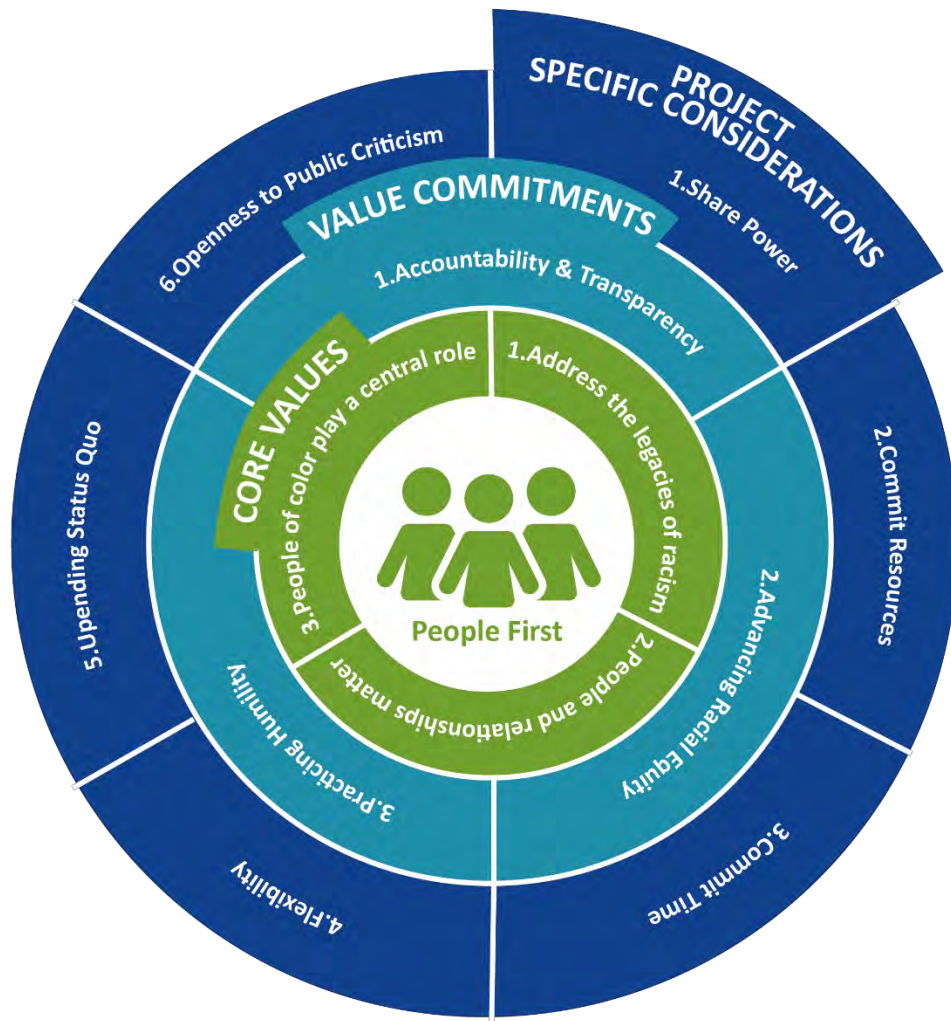 PROJECT
SPECIFIC CONSIDERATIONS
1.Share Power
2.Commit Resources
3.Commit Time
4.Flexibility
5.Upending Status Quo
6.Openness to Public Criticism
VALUE COMMITMENTS
1.Accountability & Transparency
2.Advancing Racial Equity
3.Practicing Humility
CORE VALUES
1.Address the legacies of racism
2.People and relationships matter
3.People of color play a central role
People First